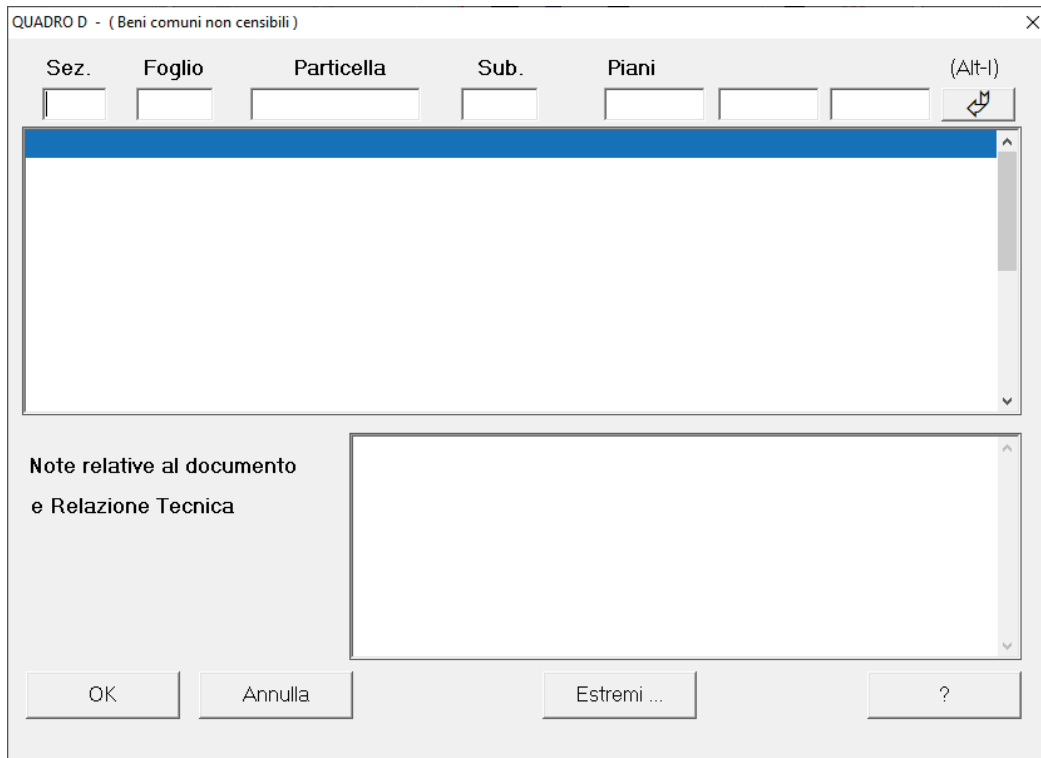 QUADRO D - ( Beni comuni non censibili )
Sez. Foglio Particella Sub. Piani (Alt-I)
Note relative al documento
e Relazione Tecnica
OK Annulla Estremi ... ?